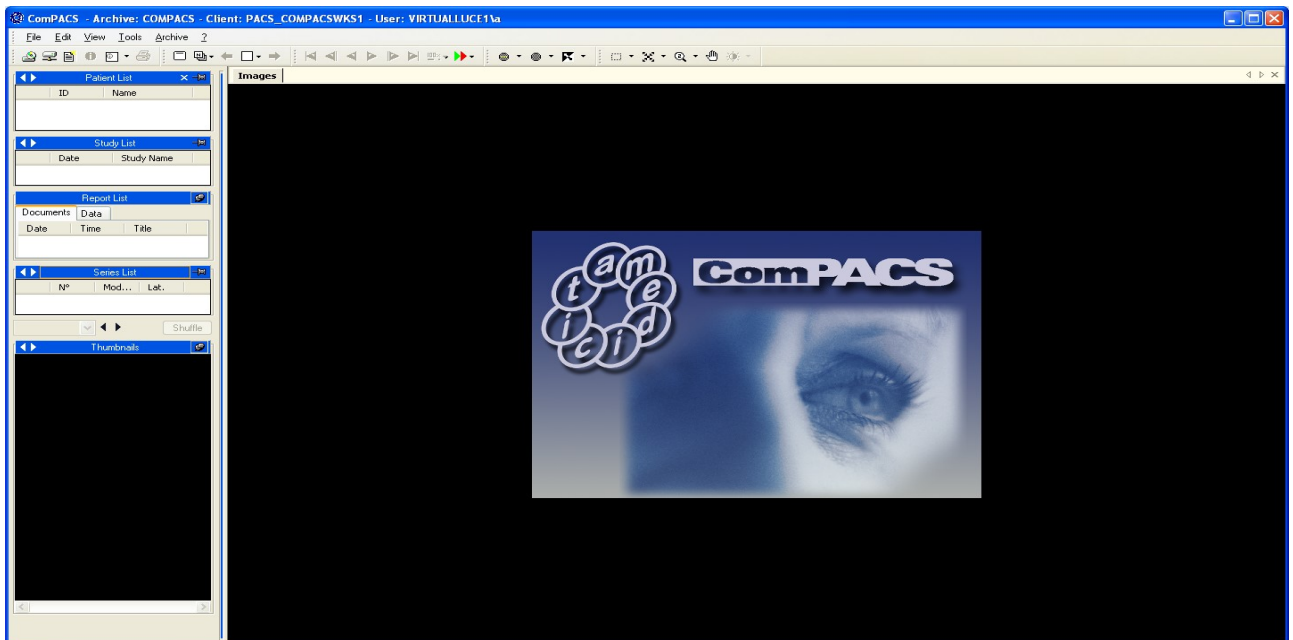 ComPACS - Archive: COMPACS - Client: PACS_COMPACSWKS1 - User: VIRTUALLUCE1\a
File Edit View Tools Archive ?
Patient List
ID Name
Study List
Date Study Name
Report List
Documents Data
Date Time Title
Series List
N° Mod... Lat.
Shuffle
Thumbnails
Images
medicitam
ComPACS